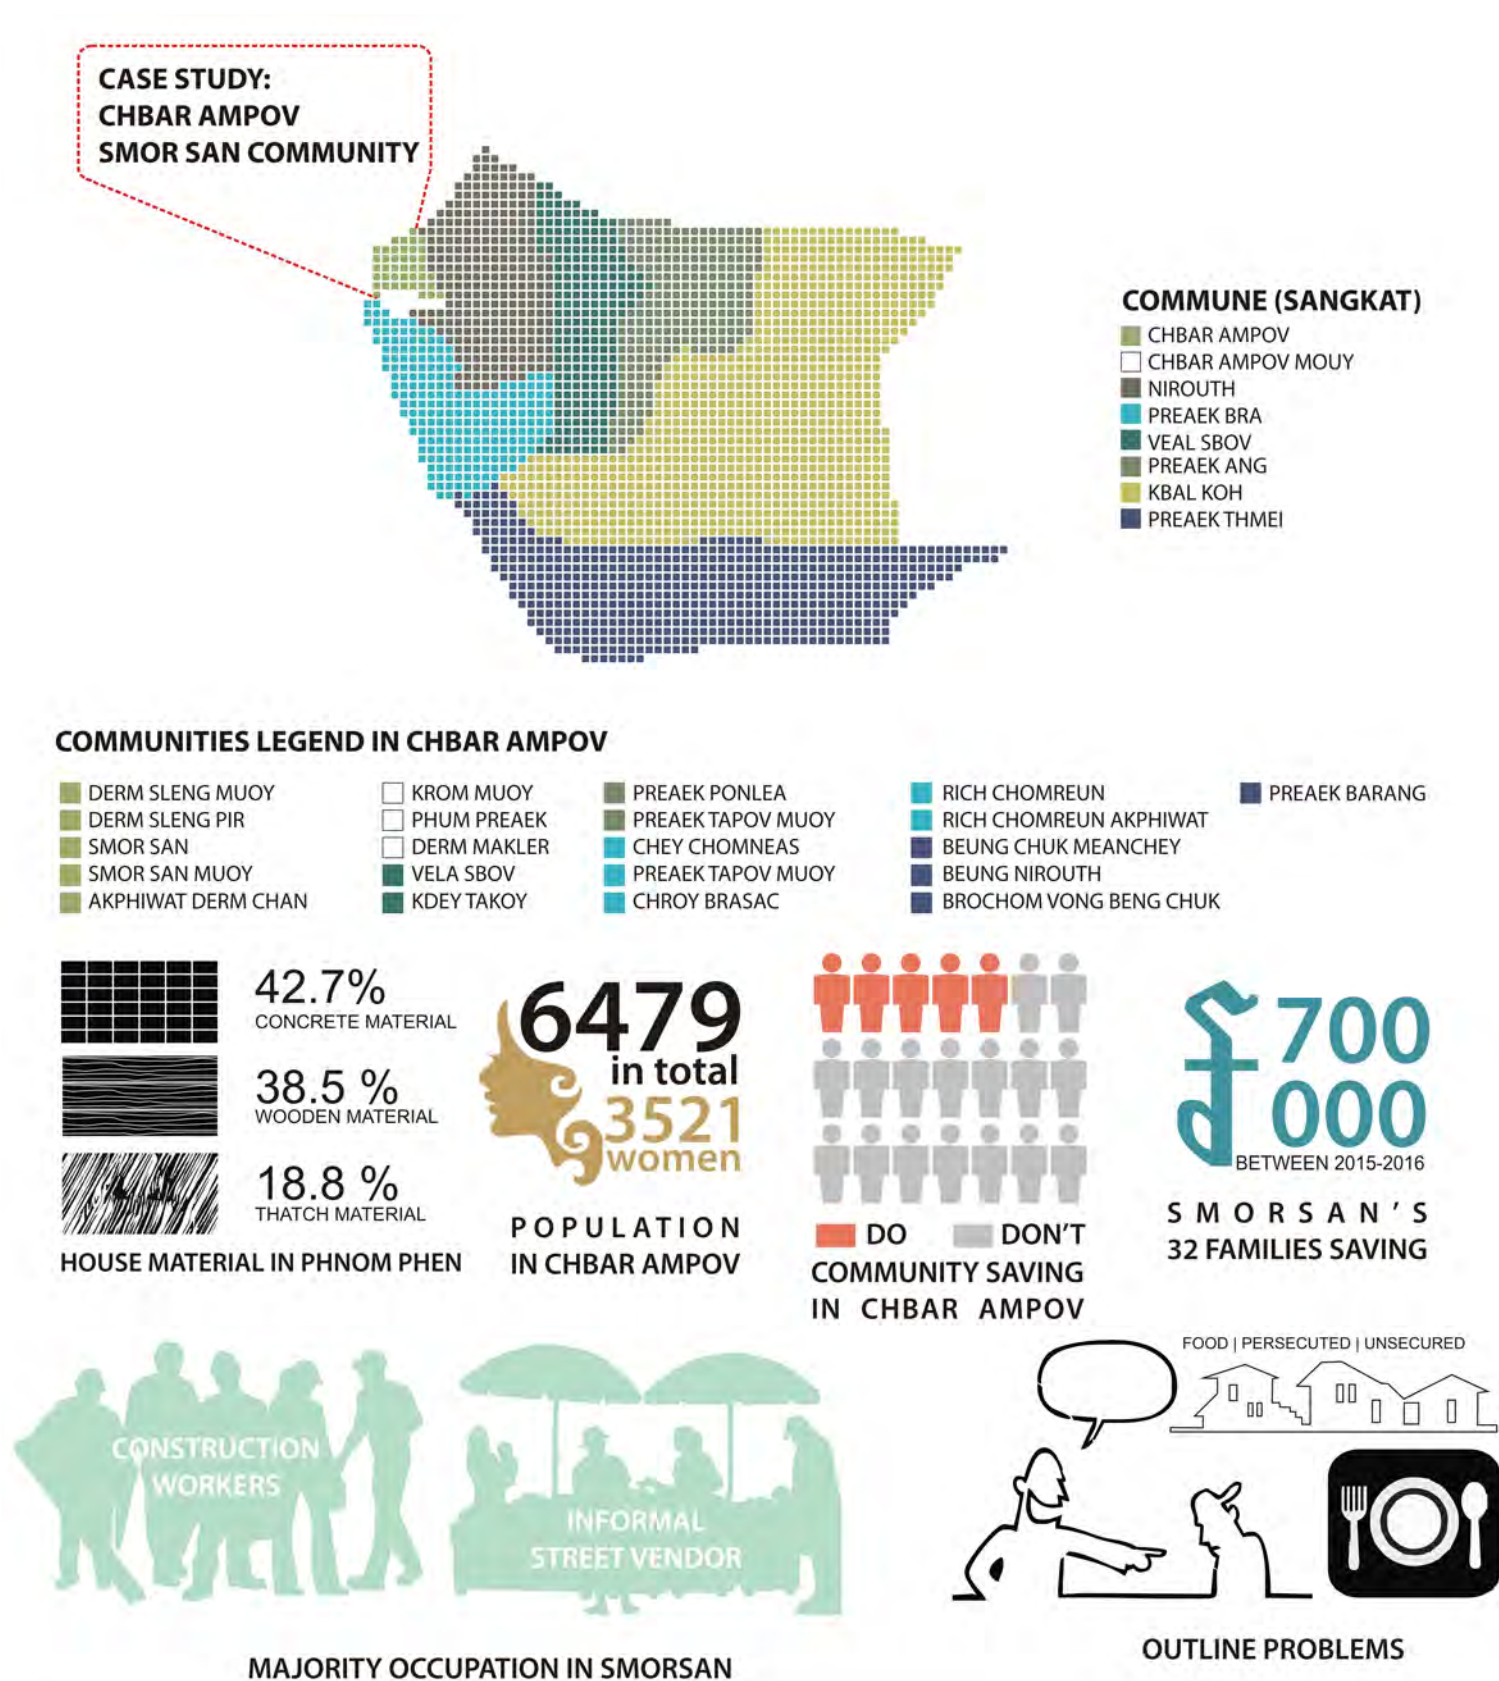 CASE STUDY:
CHBAR AMPOV
SMOR SAN COMMUNITY
COMMUNE (SANGKAT)
CHBAR AMPOV
CHBAR AMPOV MOUY
NIROUTH
PREAEK BRA
VEAL SBOV
PREAEK ANG
KBAL KOH
PREAEK THMEI
COMMUNITIES LEGEND IN CHBAR AMPOV
DERM SLENG MUOY
DERM SLENG PIR
SMOR SAN
SMOR SAN MUOY
AKPHIWAT DERM CHAN
KROM MUOY
PHUM PREAEK
DERM MAKLER
VELA SBOV
KDEY TAKOY
PREAEK PONLEA
PREAEK TAPOV MUOY
CHEY CHOMNEAS
PREAEK TAPOV MUOY
CHROY BRASAC
RICH CHOMREUN
RICH CHOMREUN AKPHIWAT
BEUNG CHUK MEANCHEY
BEUNG NIROUTH
BROCHOM VONG BENG CHUK
PREAEK BARANG
42.7%
CONCRETE MATERIAL
38.5 %
WOODEN MATERIAL
18.8 %
THATCH MATERIAL
HOUSE MATERIAL IN PHNOM PHEN
6479
in total
3521
women
POPULATION
IN CHBAR AMPOV
DO DON'T
COMMUNITY SAVING
IN CHBAR AMPOV
៛700
000
BETWEEN 2015-2016
SMORSAN'S
32 FAMILIES SAVING
CONSTRUCTION
WORKERS
INFORMAL
STREET VENDOR
MAJORITY OCCUPATION IN SMORSAN
FOOD | PERSECUTED | UNSECURED
OUTLINE PROBLEMS